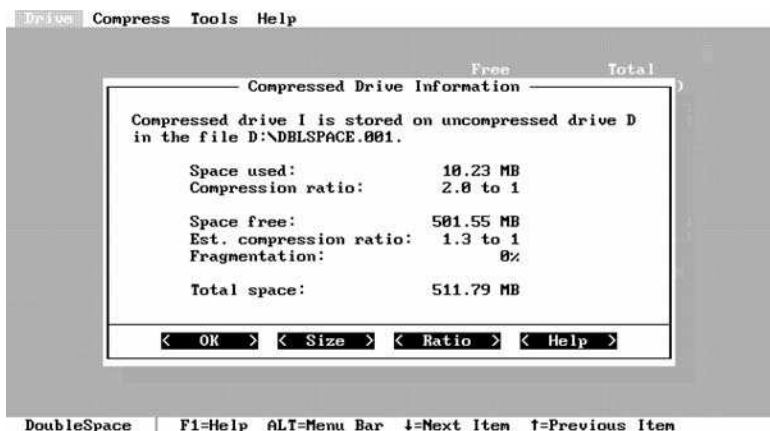 Drive Compress Tools Help
Free Total
Compressed Drive Information
Compressed drive I is stored on uncompressed drive D
in the file D:\DBLSPACE.001.
Space used: 10.23 MB
Compression ratio: 2.0 to 1
Space free: 501.55 MB
Est. compression ratio: 1.3 to 1
Fragmentation: 0%
Total space: 511.79 MB
< OK > < Size > < Ratio > < Help >
DoubleSpace | F1=Help ALT=Menu Bar ↓=Next Item ↑=Previous Item